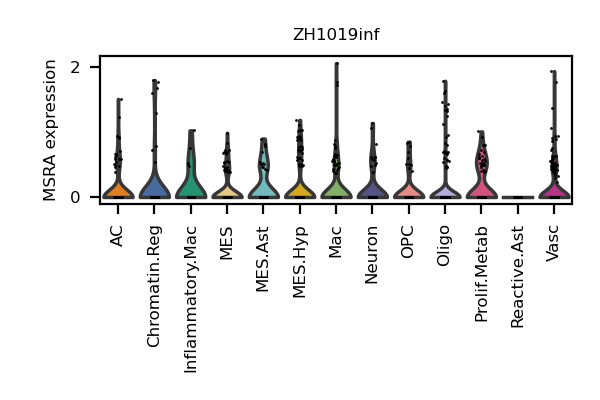 ZH1019inf
MSRA expression
2
0
AC
Chromatin.Reg
Inflammatory.Mac
MES
MES.Ast
MES.Hyp
Mac
Neuron
OPC
Oligo
Prolif.Metab
Reactive.Ast
Vasc